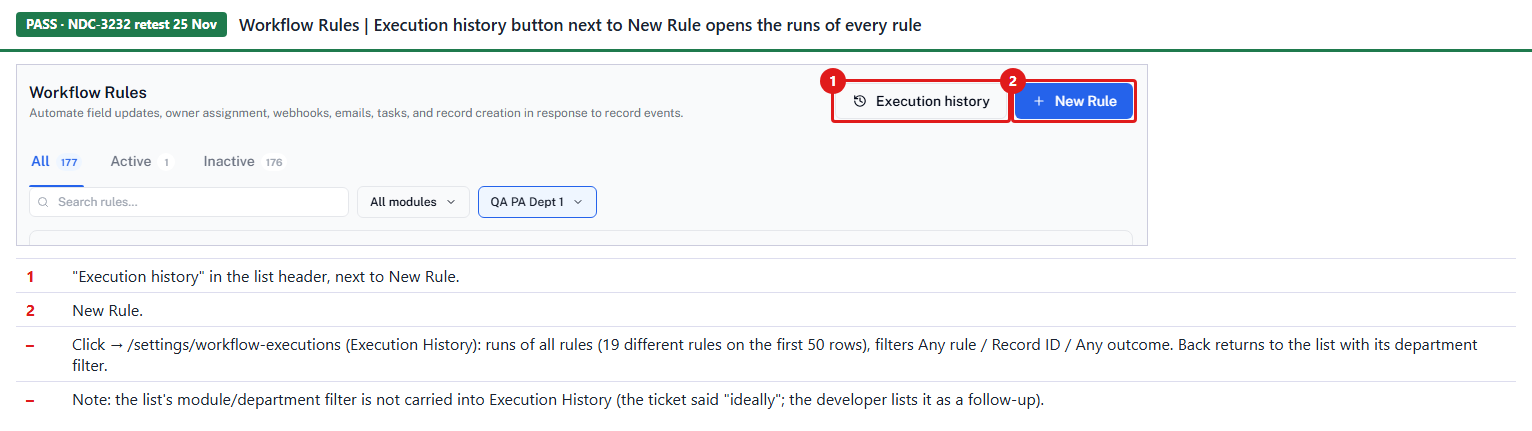 PASS · NDC-3232 retest 25 Nov Workflow Rules | Execution history button next to New Rule opens the runs of every rule
1 2
Workflow Rules
Execution history + New Rule
Automate field updates, owner assignment, webhooks, emails, tasks, and record creation in response to record events.
All 177 Active 1 Inactive 176
Search rules... All modules QA PA Dept 1
1 "Execution history" in the list header, next to New Rule.
2 New Rule.
– Click → /settings/workflow-executions (Execution History): runs of all rules (19 different rules on the first 50 rows), filters Any rule / Record ID / Any outcome. Back returns to the list with its department
filter.
– Note: the list's module/department filter is not carried into Execution History (the ticket said "ideally"; the developer lists it as a follow-up).